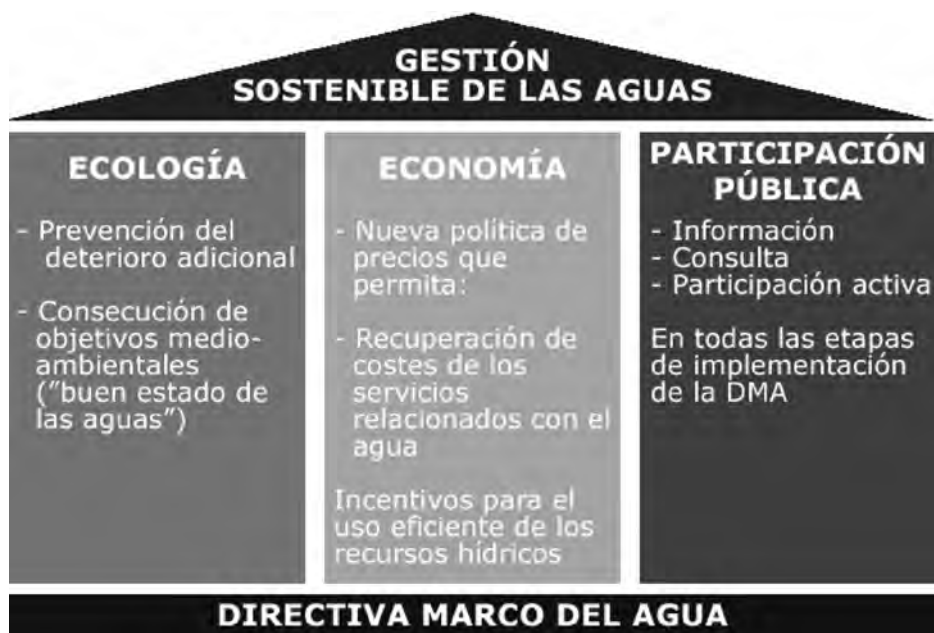 GESTIÓN
SOSTENIBLE DE LAS AGUAS
ECOLOGÍA
- Prevención del
deterioro adicional
- Consecución de
objetivos medio-
ambientales
("buen estado de
las aguas")
ECONOMÍA
- Nueva política de
precios que
permita:
- Recuperación de
costes de los
servicios
relacionados con el
agua
Incentivos para el
uso eficiente de los
recursos hídricos
PARTICIPACIÓN
PÚBLICA
- Información
- Consulta
- Participación activa
En todas las etapas
de implementación
de la DMA
DIRECTIVA MARCO DEL AGUA